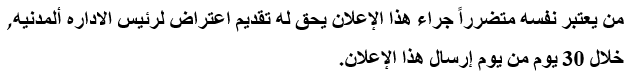 من يعتبر نفسه متضرراً جراء هذا الإعلان يحق له تقديم اعتراض لرئيس الاداره ألمدنيه,
خلال 30 يوم من يوم إرسال هذا الإعلان.